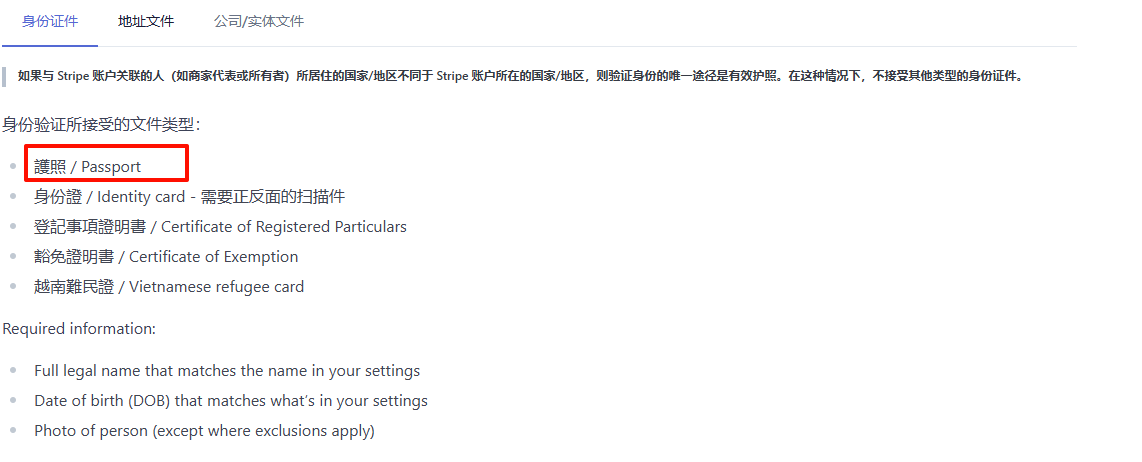 身份证件 地址文件 公司/实体文件
如果与 Stripe 账户关联的人（如商家代表或所有者）所居住的国家/地区不同于 Stripe 账户所在的国家/地区，则验证身份的唯一途径是有效护照。在这种情况下，不接受其他类型的身份证件。
身份验证所接受的文件类型：
護照 / Passport
身份證 / Identity card - 需要正反面的扫描件
登記事項證明書 / Certificate of Registered Particulars
豁免證明書 / Certificate of Exemption
越南難民證 / Vietnamese refugee card
Required information:
Full legal name that matches the name in your settings
Date of birth (DOB) that matches what’s in your settings
Photo of person (except where exclusions apply)